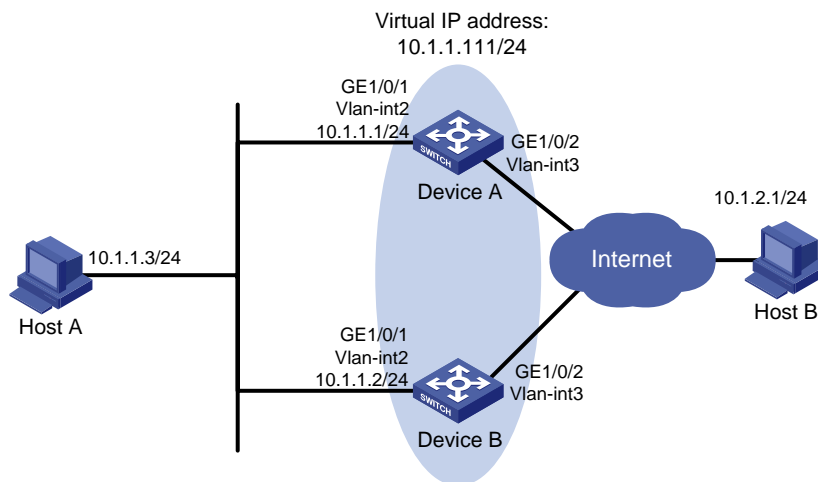 Virtual IP address:
10.1.1.111/24
GE1/0/1
Vlan-int2
10.1.1.1/24
SWITCH
GE1/0/2
Vlan-int3
Device A
10.1.2.1/24
Internet
Host B
10.1.1.3/24
Host A
GE1/0/1
Vlan-int2
10.1.1.2/24
SWITCH
GE1/0/2
Vlan-int3
Device B